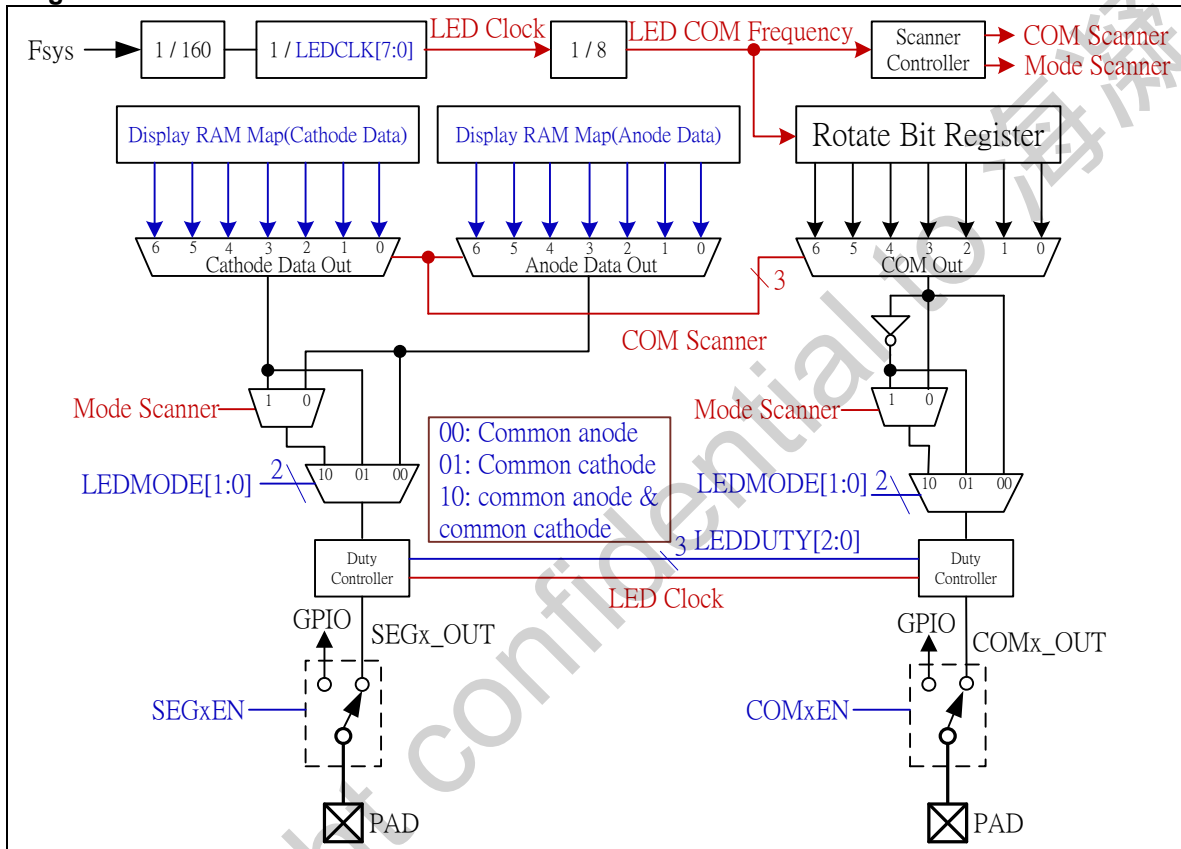 Fsys
1 / 160
1 / LEDCLK[7:0]
LED Clock
1 / 8
LED COM Frequency
Scanner
Controller
COM Scanner
Mode Scanner
Display RAM Map(Cathode Data)
Display RAM Map(Anode Data)
Rotate Bit Register
6 5 4 3 2 1 0
Cathode Data Out
6 5 4 3 2 1 0
Anode Data Out
6 5 4 3 2 1 0
COM Out
3
COM Scanner
Mode Scanner
1 0
Mode Scanner
1 0
00: Common anode
01: Common cathode
10: common anode &
common cathode
LEDMODE[1:0]
2
10 01 00
LEDMODE[1:0]
2
10 01 00
Duty
Controller
3
LEDDUTY[2:0]
LED Clock
Duty
Controller
GPIO
SEGx_OUT
GPIO
COMx_OUT
SEGxEN
COMxEN
PAD
PAD
ht confidential to 海